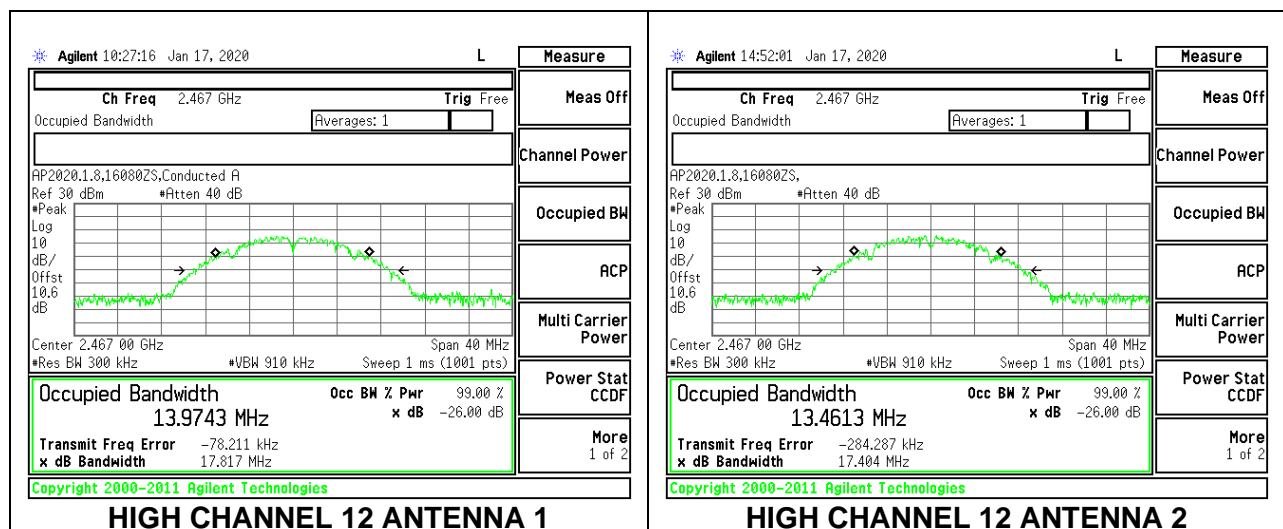 Agilent 10:27:16 Jan 17, 2020 L
Measure
Ch Freq 2.467 GHz Trig Free
Meas Off
Occupied Bandwidth Averages: 1
Channel Power
AP2020.1.8,16080ZS,Conducted A
Ref 30 dBm #Atten 40 dB
#Peak
Occupied BW
Log
10
dB/
ACP
Offst
10.6
dB
Multi Carrier
Power
Center 2.467 00 GHz Span 40 MHz
#Res BW 300 kHz #VBW 910 kHz Sweep 1 ms (1001 pts)
Power Stat
CCDF
Occupied Bandwidth Occ BW % Pwr 99.00 %
13.9743 MHz x dB -26.00 dB
More
1 of 2
Transmit Freq Error -78.211 kHz
x dB Bandwidth 17.817 MHz
Copyright 2000-2011 Agilent Technologies
HIGH CHANNEL 12 ANTENNA 1
Agilent 14:52:01 Jan 17, 2020 L
Measure
Ch Freq 2.467 GHz Trig Free
Meas Off
Occupied Bandwidth Averages: 1
Channel Power
AP2020.1.8,16080ZS,
Ref 30 dBm #Atten 40 dB
#Peak
Occupied BW
Log
10
dB/
ACP
Offst
10.6
dB
Multi Carrier
Power
Center 2.467 00 GHz Span 40 MHz
#Res BW 300 kHz #VBW 910 kHz Sweep 1 ms (1001 pts)
Power Stat
CCDF
Occupied Bandwidth Occ BW % Pwr 99.00 %
13.4613 MHz x dB -26.00 dB
More
1 of 2
Transmit Freq Error -284.287 kHz
x dB Bandwidth 17.404 MHz
Copyright 2000-2011 Agilent Technologies
HIGH CHANNEL 12 ANTENNA 2